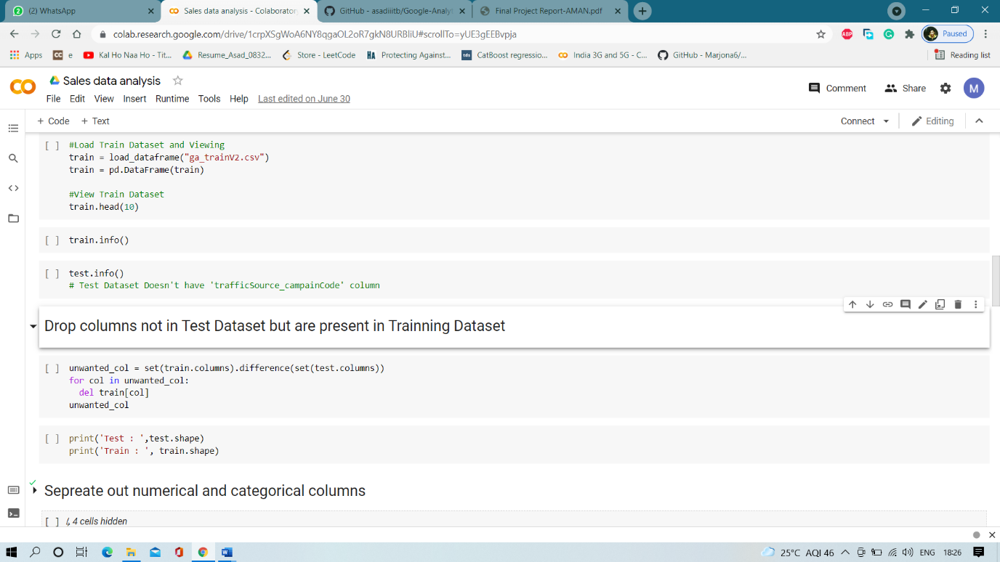 (2) WhatsApp
Sales data analysis - Colaborator
GitHub - asadiiitb/Google-Analyt
Final Project Report-AMAN.pdf
colab.research.google.com/drive/1crpXSgWoA6NY8qgaOL2oR7gkN8URBliU#scrollTo=yUE3gEEBvpja
ABP
Paused
Apps
CC e
Kal Ho Naa Ho - Tit...
Resume_Asad_0832...
Store - LeetCode
HA Protecting Against...
tds CatBoost regressio...
India 3G and 5G - C...
GitHub - Marjona6/...
Reading list
Sales data analysis
File Edit View Insert Runtime Tools Help Last edited on June 30
Comment
Share
M
+ Code + Text
Connect
Editing
[ ] #Load Train Dataset and Viewing
train = load_dataframe("ga_trainV2.csv")
train = pd.DataFrame(train)
#View Train Dataset
train.head(10)
[ ] train.info()
[ ] test.info()
# Test Dataset Doesn't have 'trafficSource_campainCode' column
Drop columns not in Test Dataset but are present in Trainning Dataset
[ ] unwanted_col = set(train.columns).difference(set(test.columns))
for col in unwanted_col:
del train[col]
unwanted_col
[ ] print('Test : ',test.shape)
print('Train : ', train.shape)
Sepreate out numerical and categorical columns
[ ] 4 cells hidden
25°C AQI 46
ENG
18:26